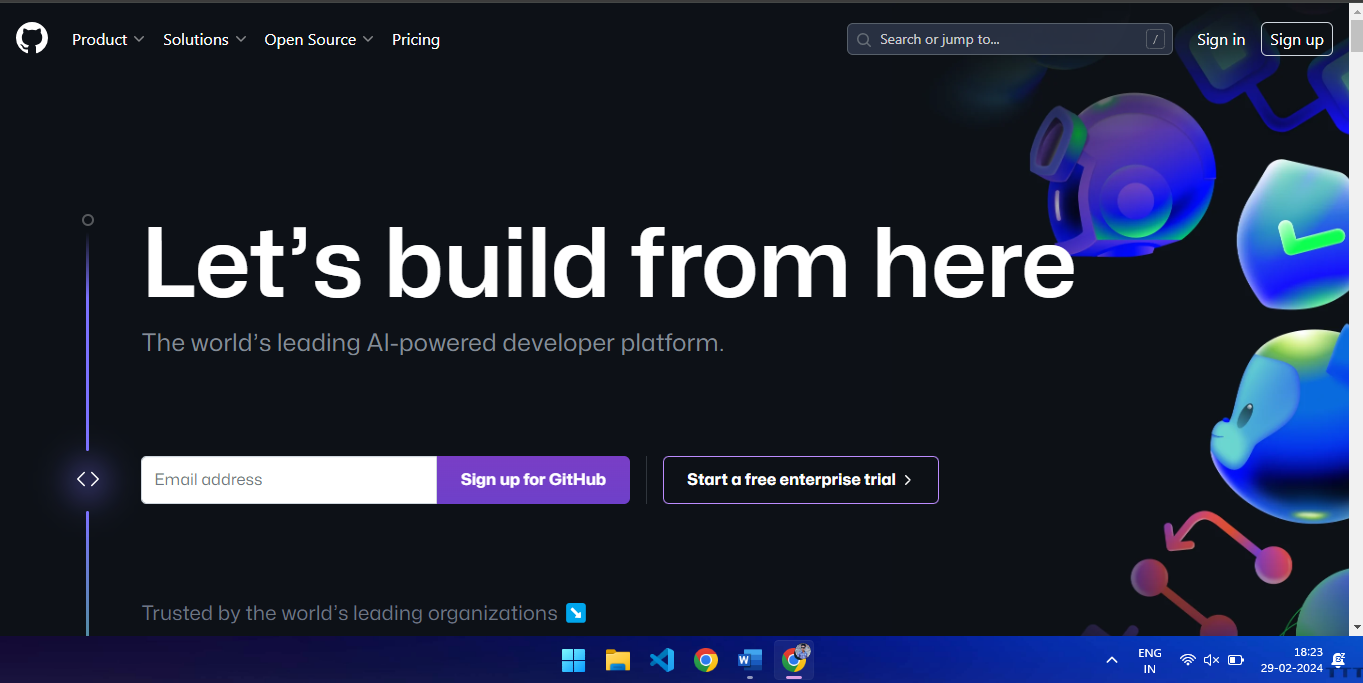 Product
Solutions
Open Source
Pricing
Search or jump to...
/
Sign in
Sign up
Let’s build from here
The world’s leading AI-powered developer platform.
Email address
Sign up for GitHub
Start a free enterprise trial
Trusted by the world’s leading organizations
ENG
IN
18:23
29-02-2024